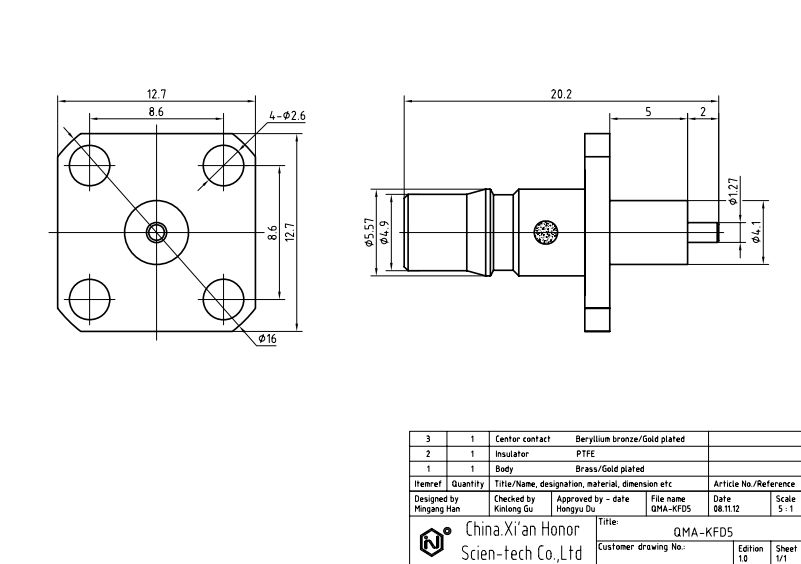 12.7
8.6
4-Φ2.6
8.6
12.7
Φ16
20.2
5
2
Φ5.57
Φ4.9
Φ1.27
Φ4.1
3 1 Centor contact Beryllium bronze/Gold plated
2 1 Insulator PTFE
1 1 Body Brass/Gold plated
Itemref Quantity Title/Name, designation, material, dimension etc Article No./Reference
Designed by Checked by Approved by - date File name Date Scale
Mingang Han Kinlong Gu Hongyu Du QMA-KFD5 08.11.12 5 : 1
China.Xi'an Honor
Scien-tech Co.,Ltd
Title:
QMA-KFD5
Customer drawing No.: Edition Sheet
1.0 1/1